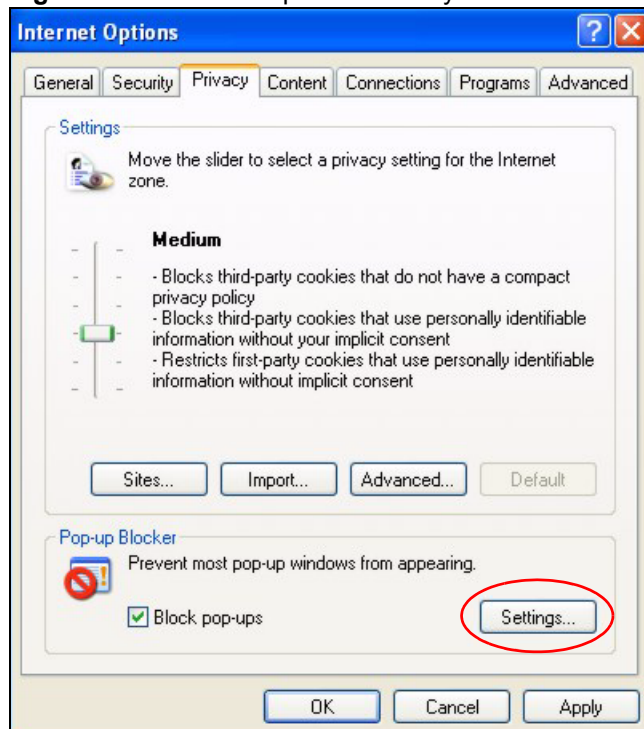 Internet Options
General Security Privacy Content Connections Programs Advanced
Settings
Move the slider to select a privacy setting for the Internet
zone.
Medium
- Blocks third-party cookies that do not have a compact
privacy policy
- Blocks third-party cookies that use personally identifiable
information without your implicit consent
- Restricts first-party cookies that use personally identifiable
information without implicit consent
Sites... Import... Advanced... Default
Pop-up Blocker
Prevent most pop-up windows from appearing.
Block pop-ups Settings...
OK Cancel Apply